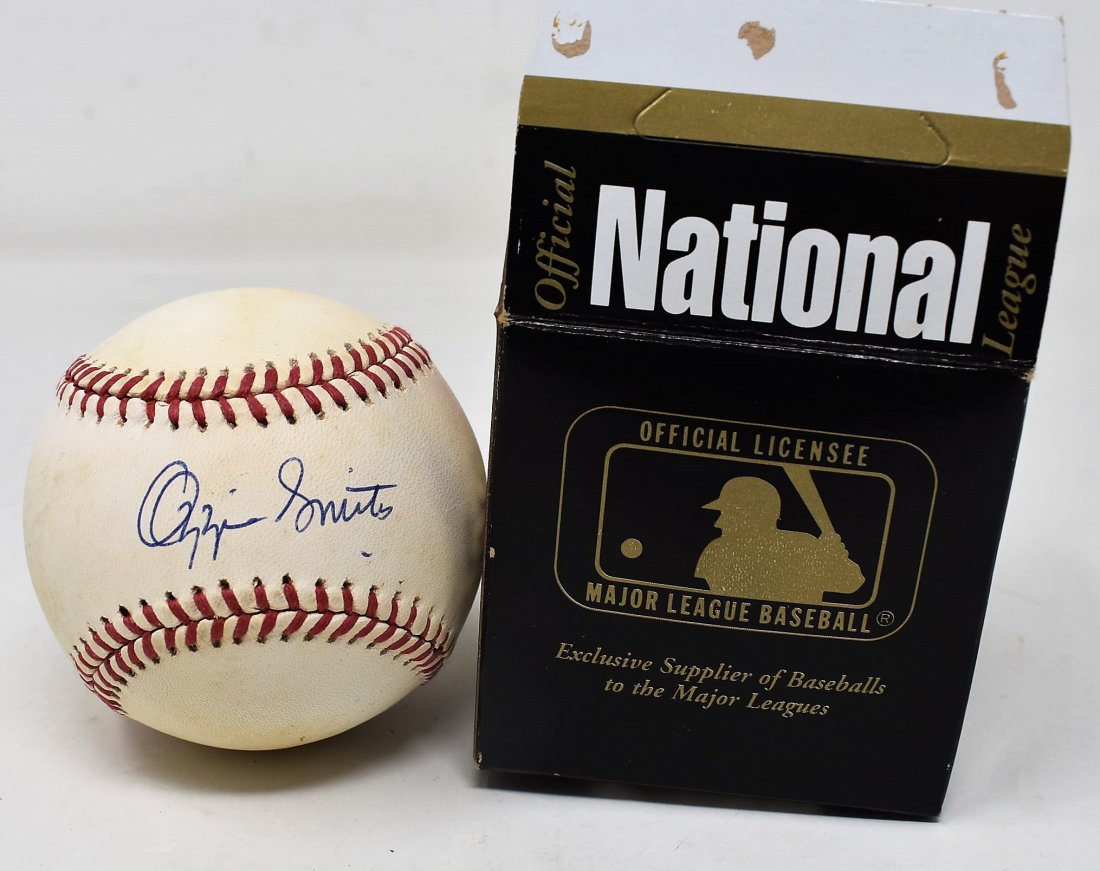 Ozzie Smith
Official National League
OFFICIAL LICENSEE
MAJOR LEAGUE BASEBALL®
Exclusive Supplier of Baseballs
to the Major Leagues